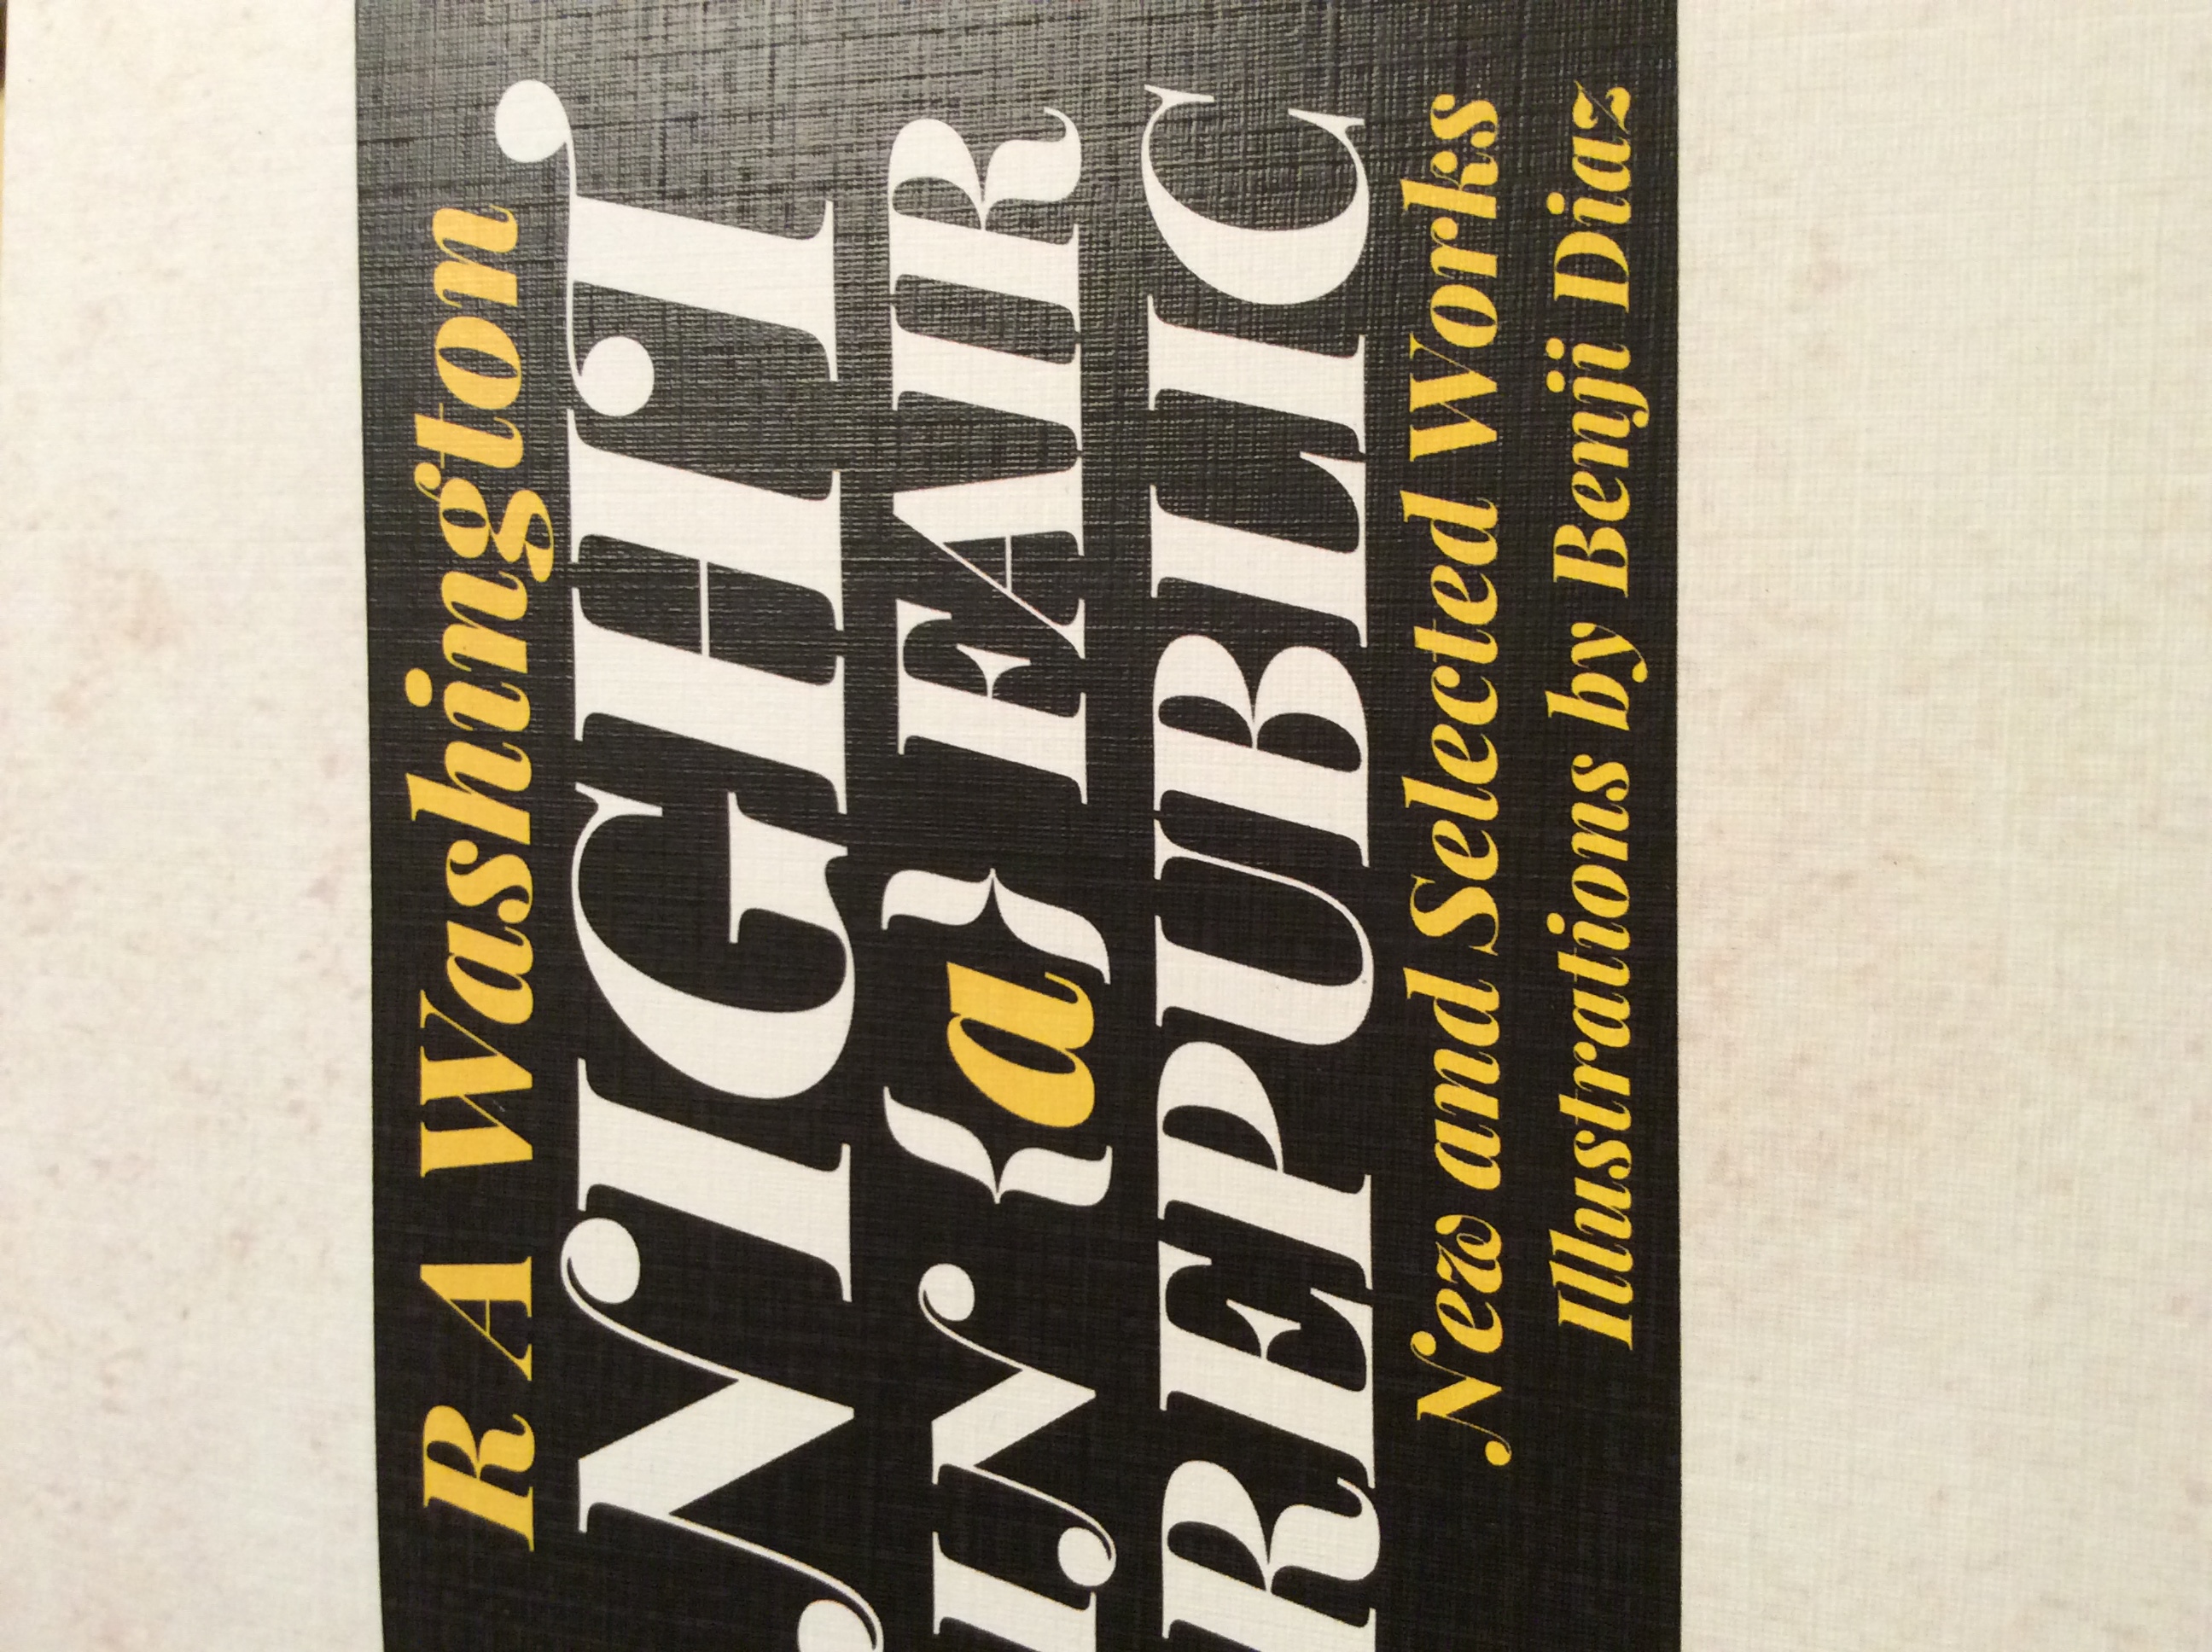 R A Washington
NIGHT
IN {a} FAIR
REPUBLIC
New and Selected Works
Illustrations by Benji Diaz